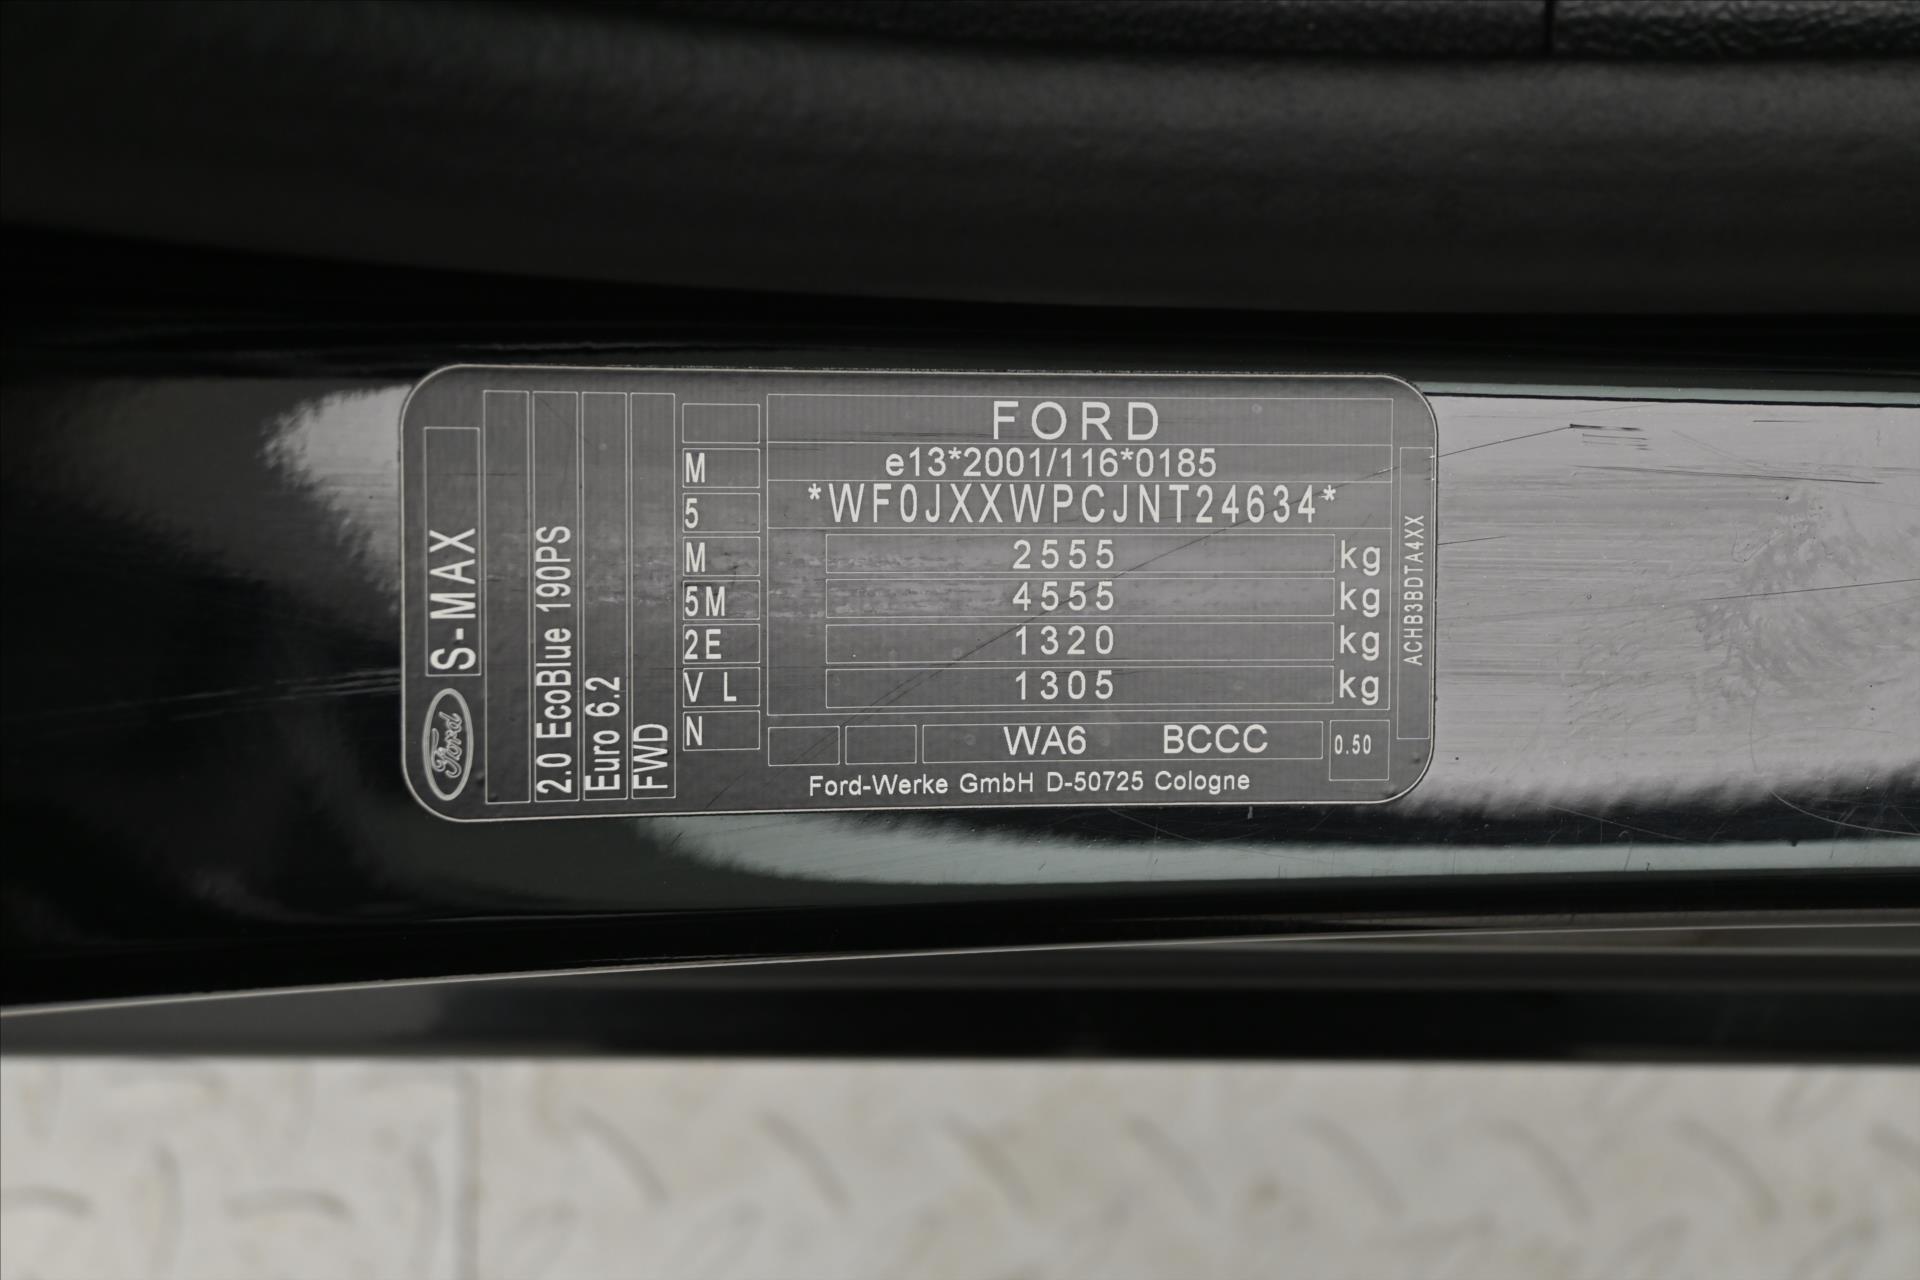 FORD
e13*2001/116*0185
*WF0JXXWPCJNT24634*
2555 kg
4555 kg
1320 kg
1305 kg
WA6 BCCC 0.50
Ford-Werke GmbH D-50725 Cologne
M
5
M
5M
2E
V L
N
Ford S-MAX
2.0 EcoBlue 190PS
Euro 6.2
FWD
ACHB3BDTA4XX